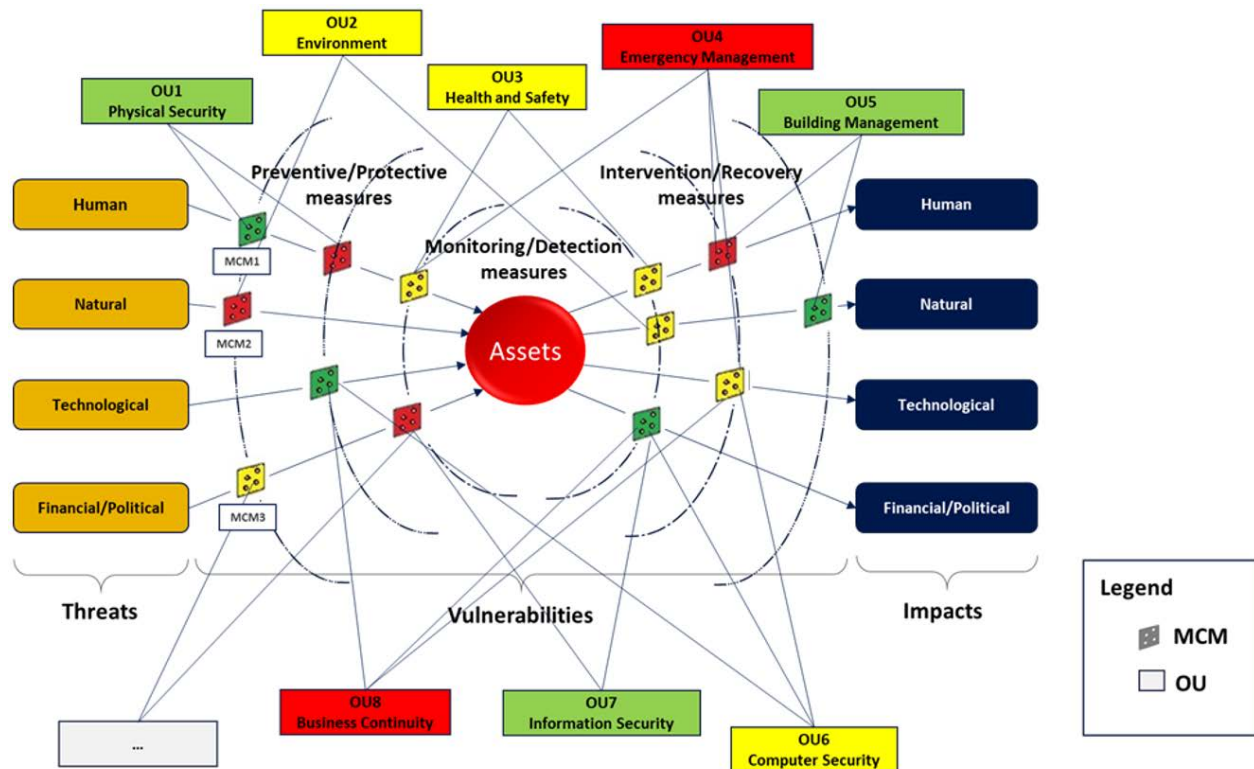 OU2
Environment
OU4
Emergency Management
OU3
Health and Safety
OU1
Physical Security
OU5
Building Management
Preventive/Protective
measures
Intervention/Recovery
measures
Human
Human
MCM1
Monitoring/Detection
measures
Natural
Natural
MCM2
Assets
Technological
Technological
Financial/Political
MCM3
Financial/Political
Threats
Vulnerabilities
Impacts
Legend
MCM
OU
OU8
Business Continuity
OU7
Information Security
OU6
Computer Security
...